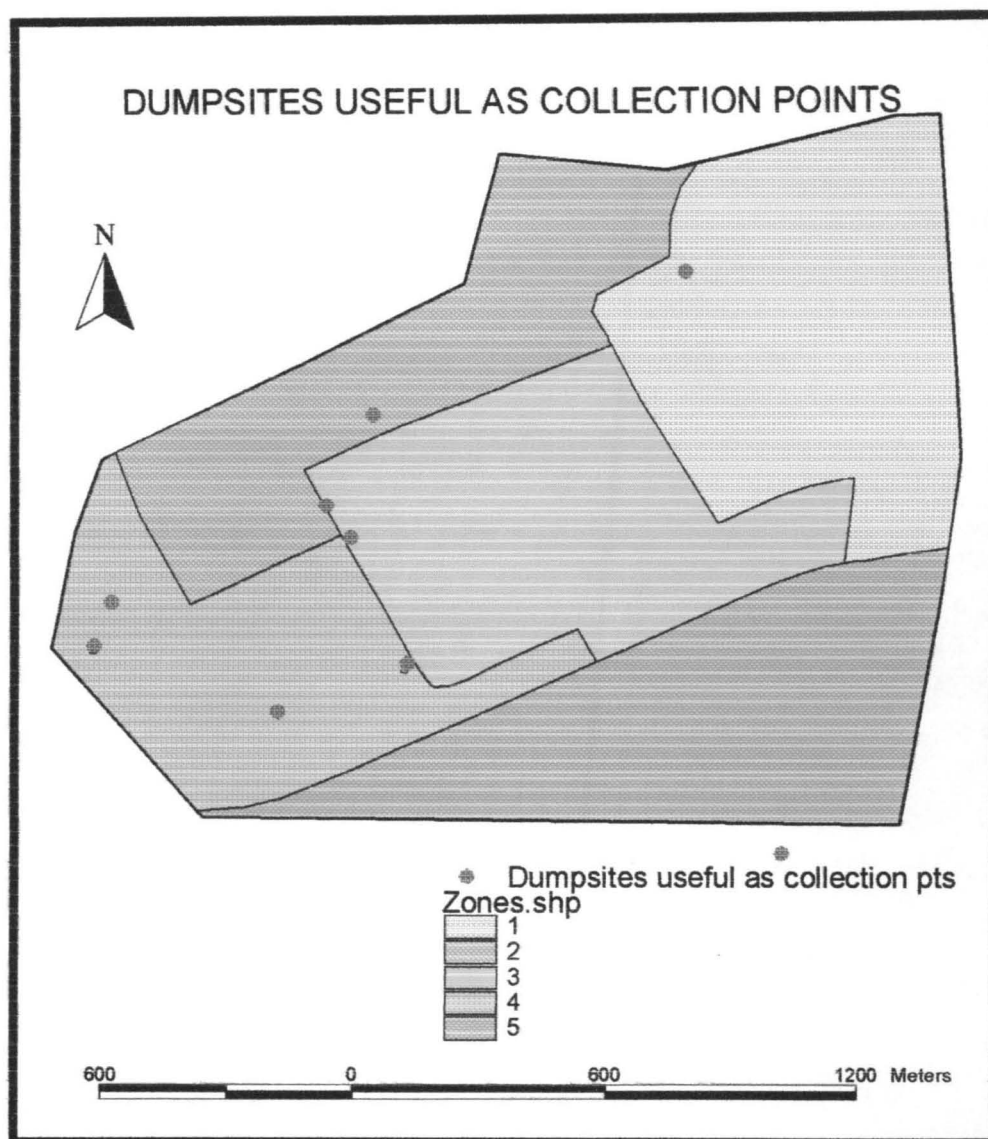 DUMPSITES USEFUL AS COLLECTION POINTS
N
Dumpsites useful as collection pts
Zones.shp
1
2
3
4
5
600 0 600 1200 Meters